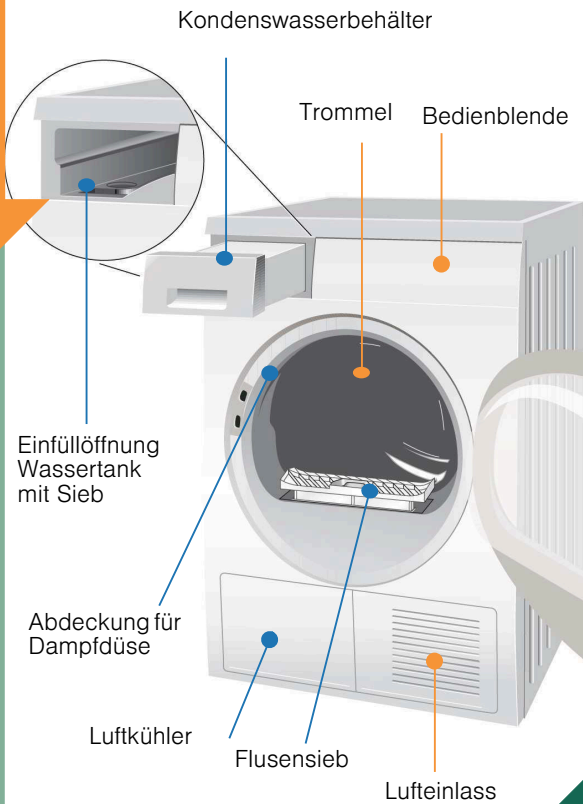 Kondenswasserbehälter
Trommel
Bedienblende
Einfüllöffnung
Wassertank
mit Sieb
Abdeckung für
Dampfdüse
Luftkühler
Flusensieb
Lufteinlass